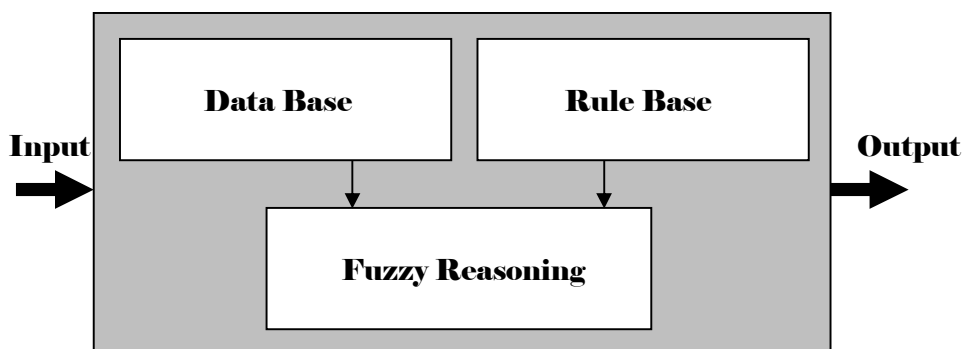 Data Base
Rule Base
Input
Output
Fuzzy Reasoning